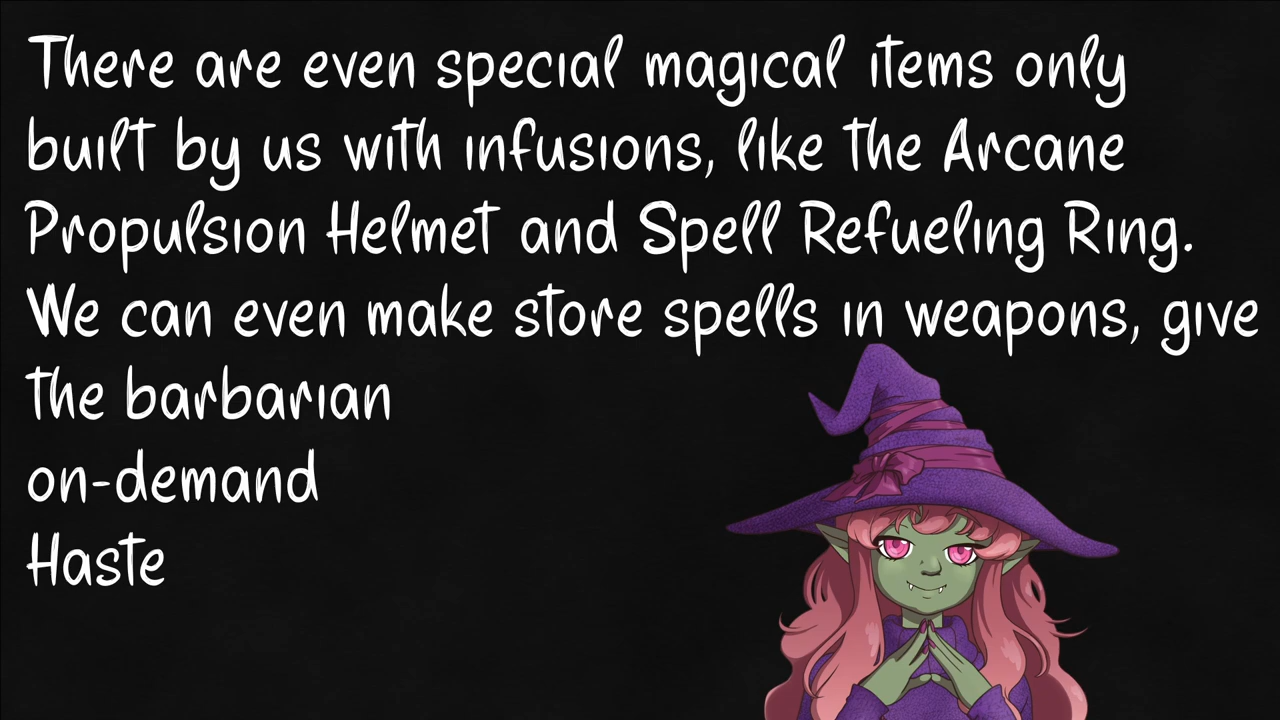 There are even special magical items only
built by us with infusions, like the Arcane
Propulsion Helmet and Spell Refueling Ring.
We can even make store spells in weapons, give
the barbarian
on-demand
Haste